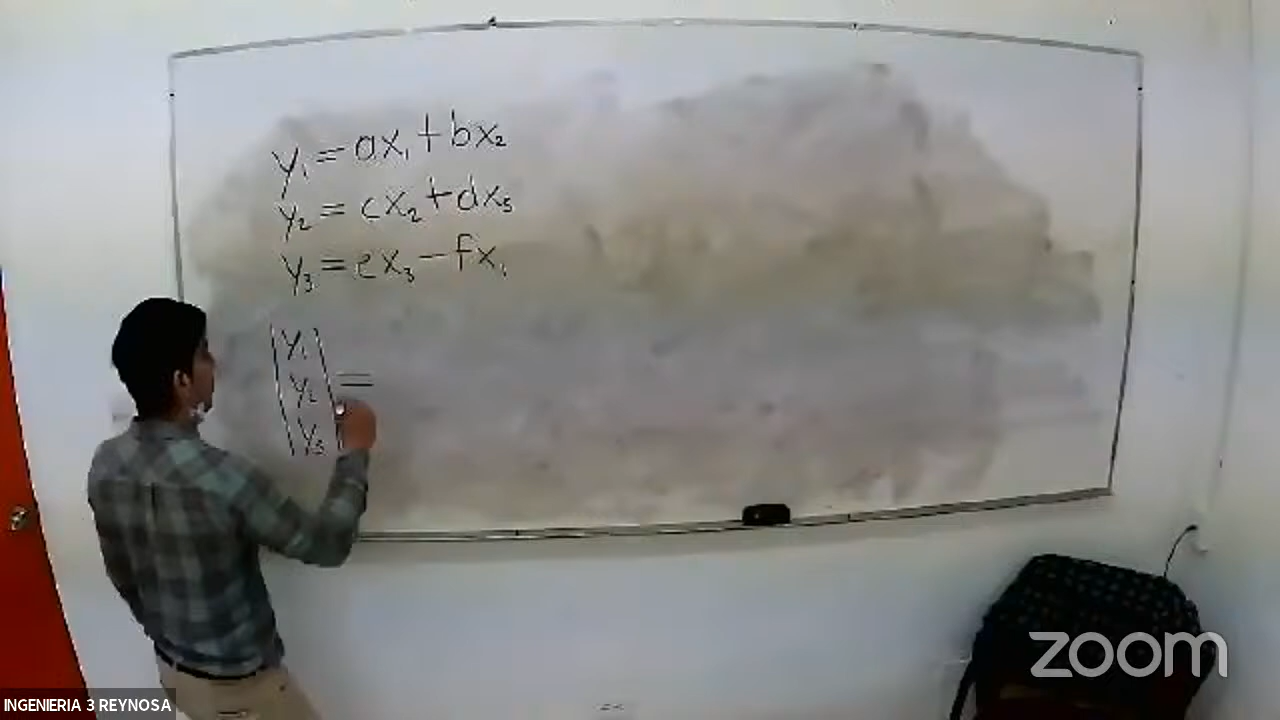 y₁ = ax₁ + bx₂
y₂ = cx₂ + dx₃
y₃ = ex₃ − fx₁
|y₁|
|y₂| =
|y₃|
zoom
INGENIERIA 3 REYNOSA